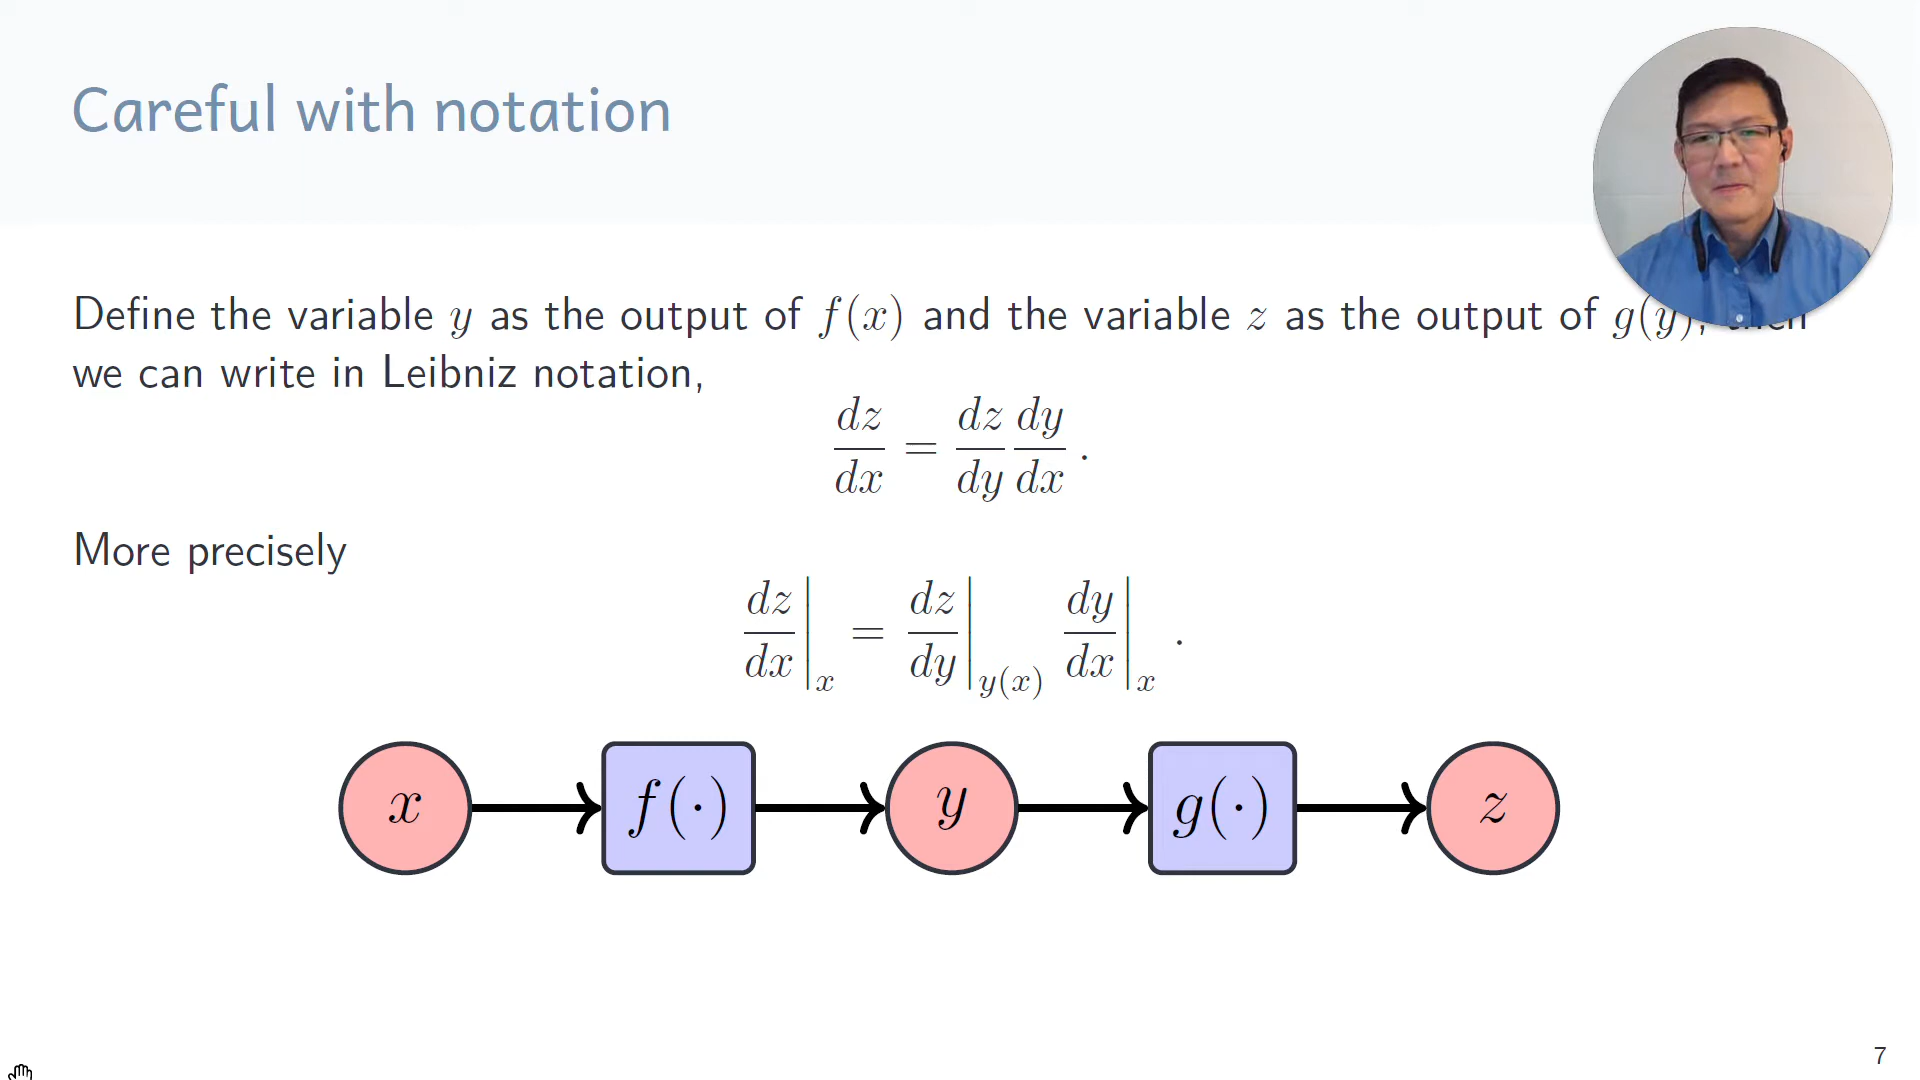 Careful with notation
Define the variable y as the output of f(x) and the variable z as the output of g(y), then
we can write in Leibniz notation,
dz/dx = dz/dy dy/dx .
More precisely
dz/dx|x = dz/dy|y(x) dy/dx|x .
x f(·) y g(·) z
7